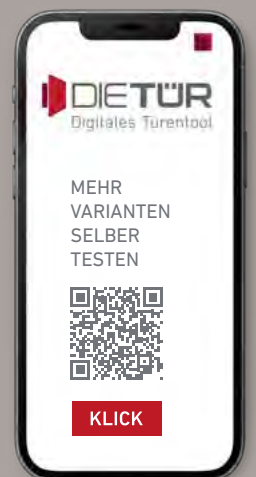 DIETÜR
Digitales Türentool
MEHR
VARIANTEN
SELBER
TESTEN
KLICK